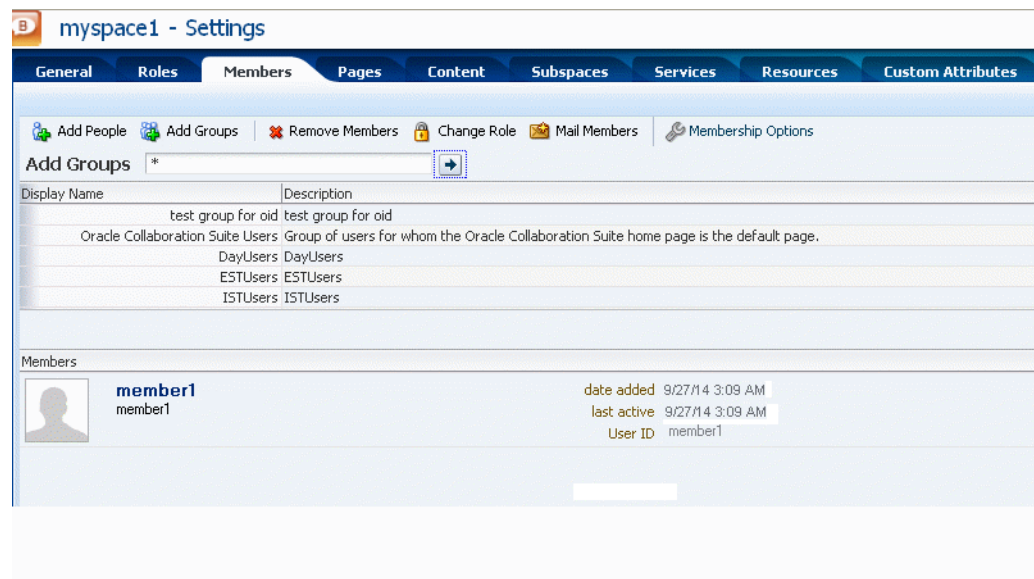 B myspace1 - Settings
General Roles Members Pages Content Subspaces Services Resources Custom Attributes
Add People Add Groups Remove Members Change Role Mail Members Membership Options
Add Groups *
Display Name Description
test group for oid test group for oid
Oracle Collaboration Suite Users Group of users for whom the Oracle Collaboration Suite home page is the default page.
DayUsers DayUsers
ESTUsers ESTUsers
ISTUsers ISTUsers
Members
member1 date added 9/27/14 3:09 AM
member1 last active 9/27/14 3:09 AM
User ID member1